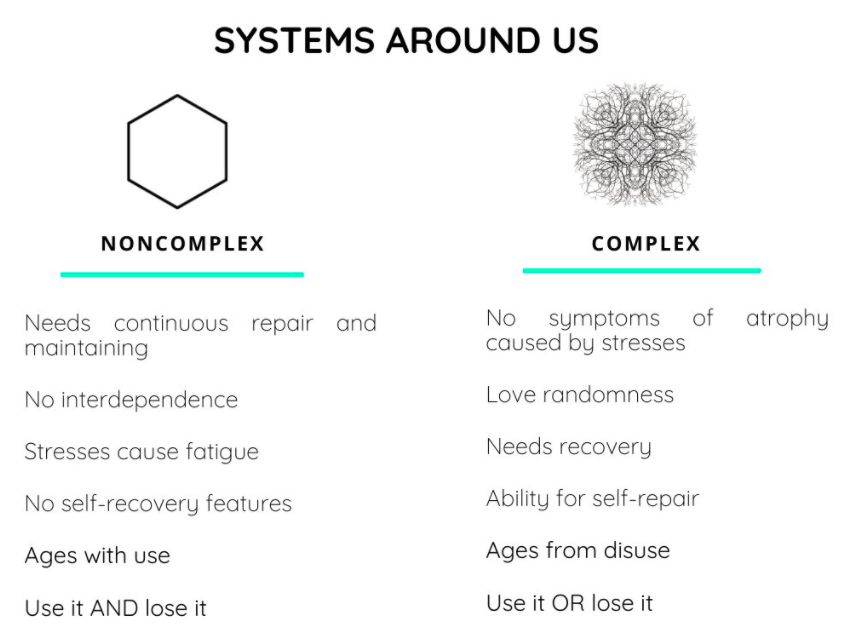 SYSTEMS AROUND US
NONCOMPLEX
Needs continuous repair and
maintaining
No interdependence
Stresses cause fatigue
No self-recovery features
Ages with use
Use it AND lose it
COMPLEX
No symptoms of atrophy
caused by stresses
Love randomness
Needs recovery
Ability for self-repair
Ages from disuse
Use it OR lose it